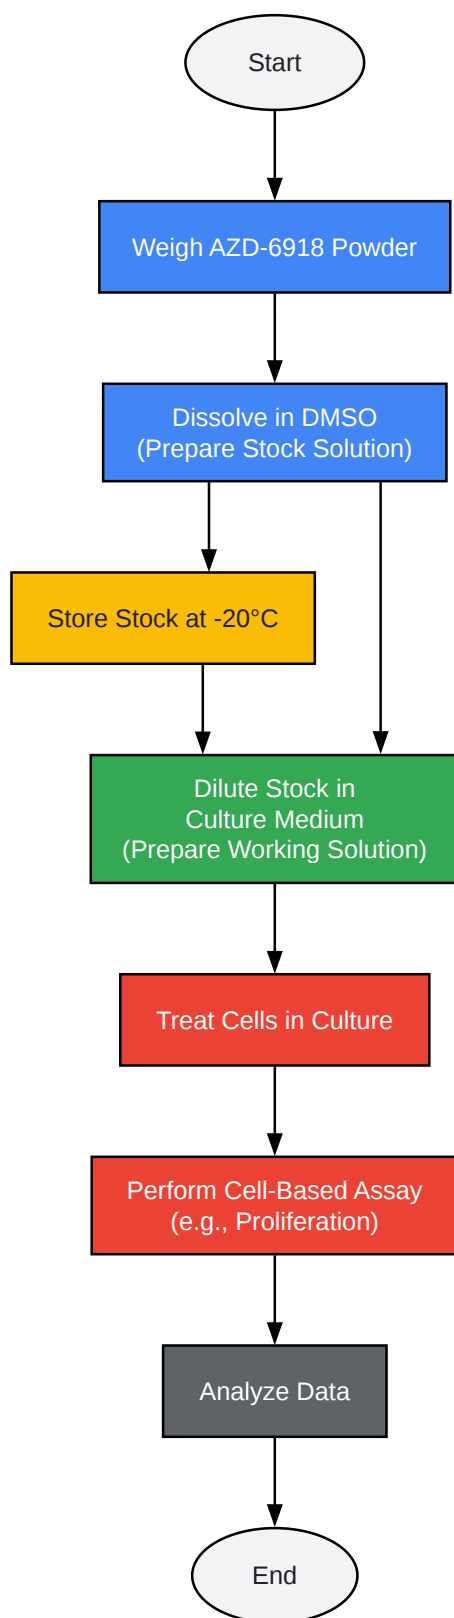 Start
Weigh AZD-6918 Powder
Dissolve in DMSO
(Prepare Stock Solution)
Store Stock at -20°C
Dilute Stock in
Culture Medium
(Prepare Working Solution)
Treat Cells in Culture
Perform Cell-Based Assay
(e.g., Proliferation)
Analyze Data
End